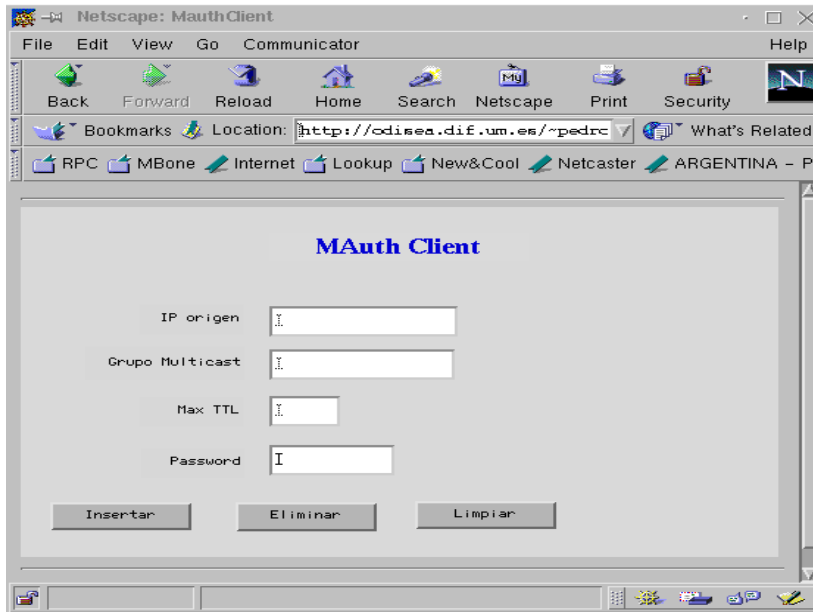 Netscape: MauthClient
File Edit View Go Communicator Help
Back Forward Reload Home Search My Netscape Print Security N
Bookmarks Location: http://odisea.dif.um.es/~pedro What's Related
RPC MBone Internet Lookup New&Cool Netcaster ARGENTINA - P
MAuth Client
IP origen
Grupo Multicast
Max TTL
Password
Insertar Eliminar Limpiar